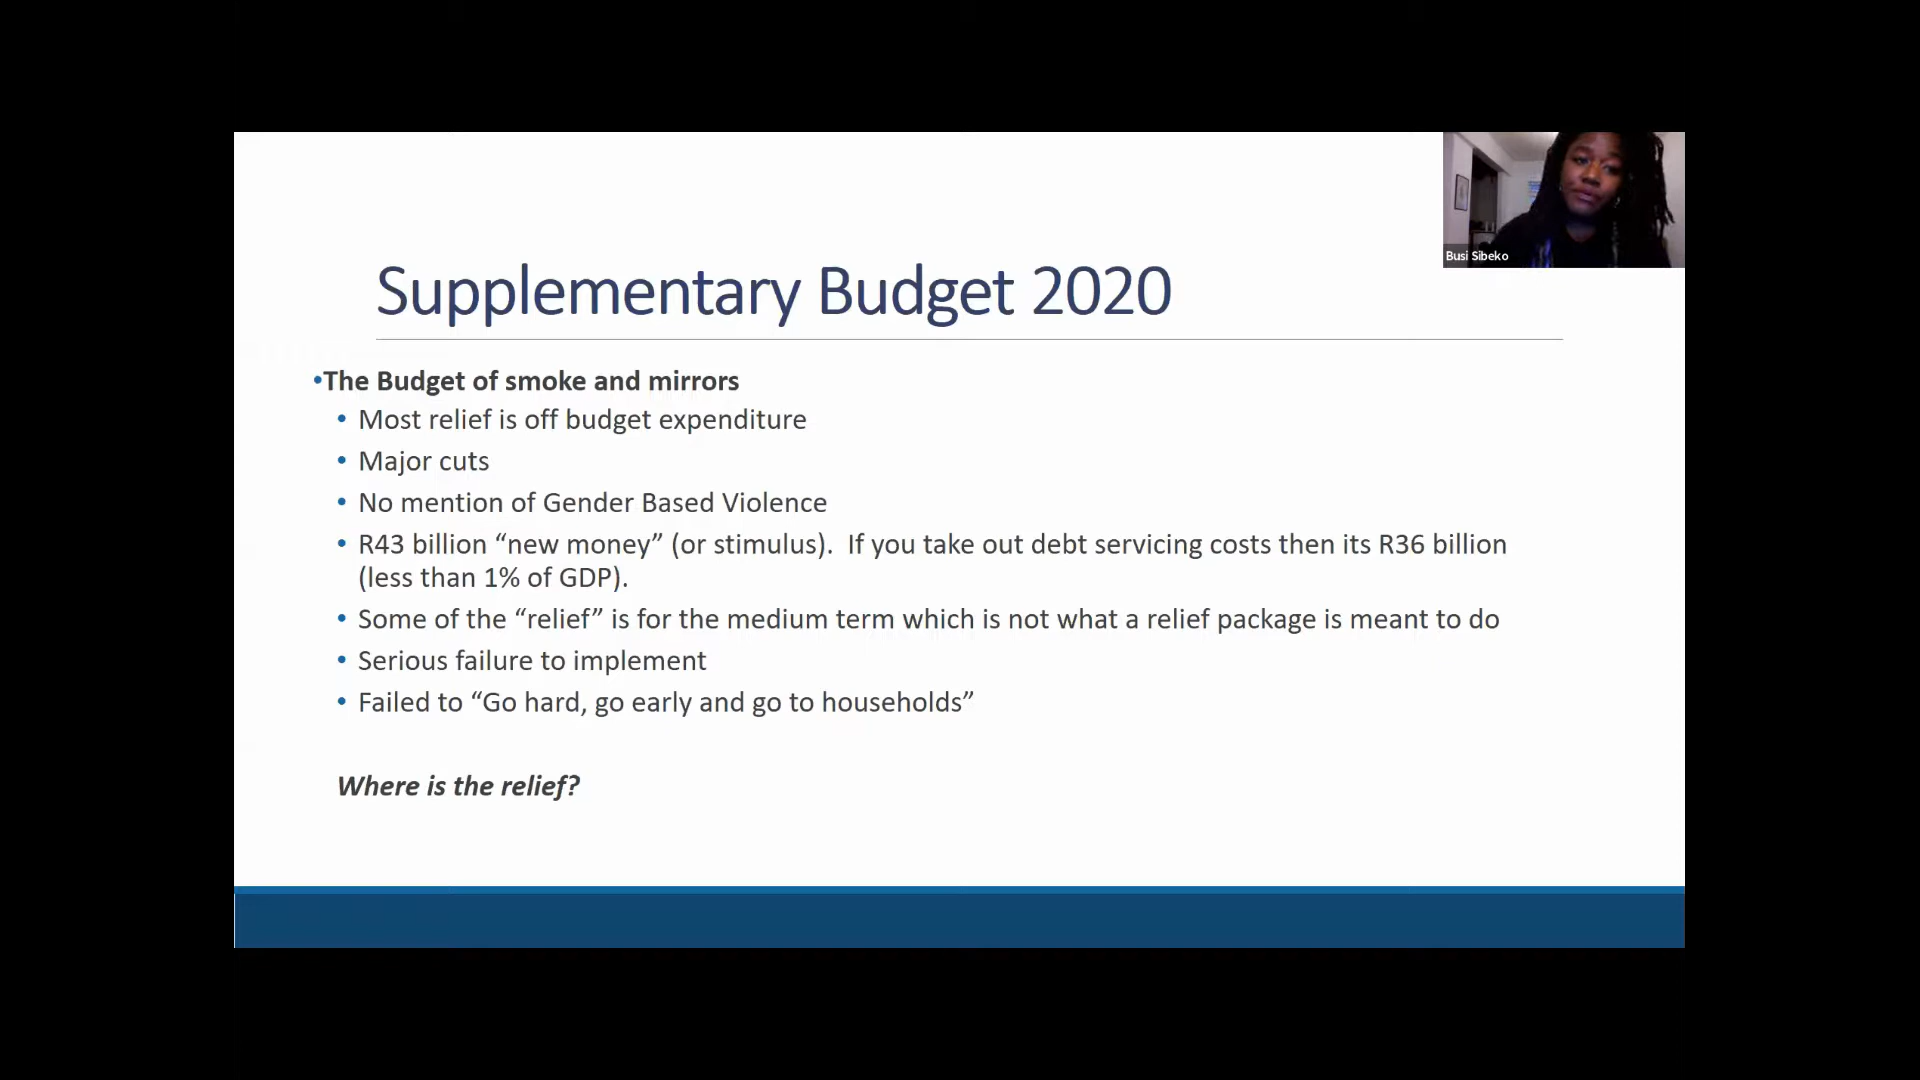 Busi Sibeko
Supplementary Budget 2020
•The Budget of smoke and mirrors
• Most relief is off budget expenditure
• Major cuts
• No mention of Gender Based Violence
• R43 billion “new money” (or stimulus).  If you take out debt servicing costs then its R36 billion
(less than 1% of GDP).
• Some of the “relief” is for the medium term which is not what a relief package is meant to do
• Serious failure to implement
• Failed to “Go hard, go early and go to households”
Where is the relief?